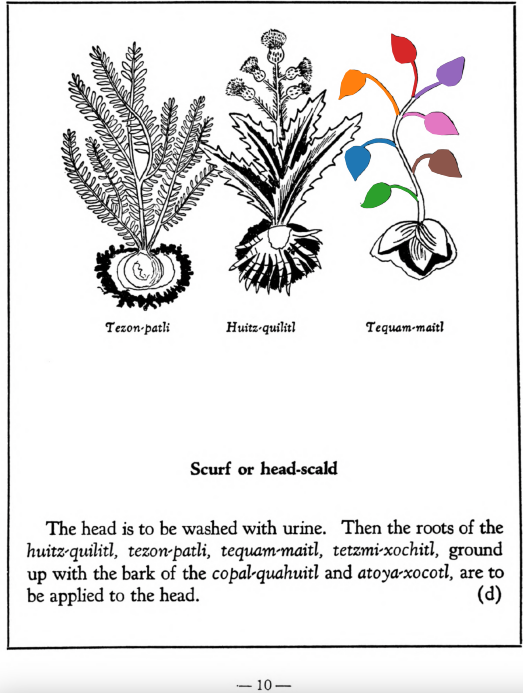 Tezon-patli Huitz-quilitl Tequam-maitl
Scurf or head-scald
The head is to be washed with urine. Then the roots of the
huitz-quilitl, tezon-patli, tequam-maitl, tetzmi-xochitl, ground
up with the bark of the copal-quahuitl and atoya-xocotl, are to
be applied to the head. (d)
— 10 —